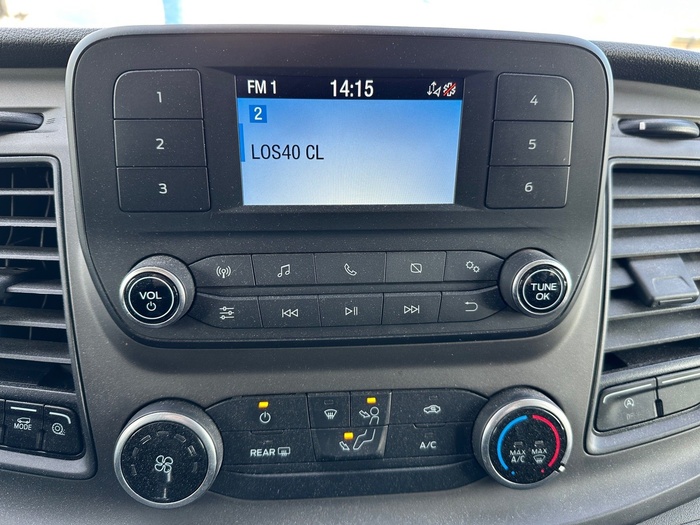 FM 1 14:15
2
LOS40 CL
1
2
3
4
5
6
VOL
TUNE
OK
MODE
REAR
A/C
MAX
A/C
MAX